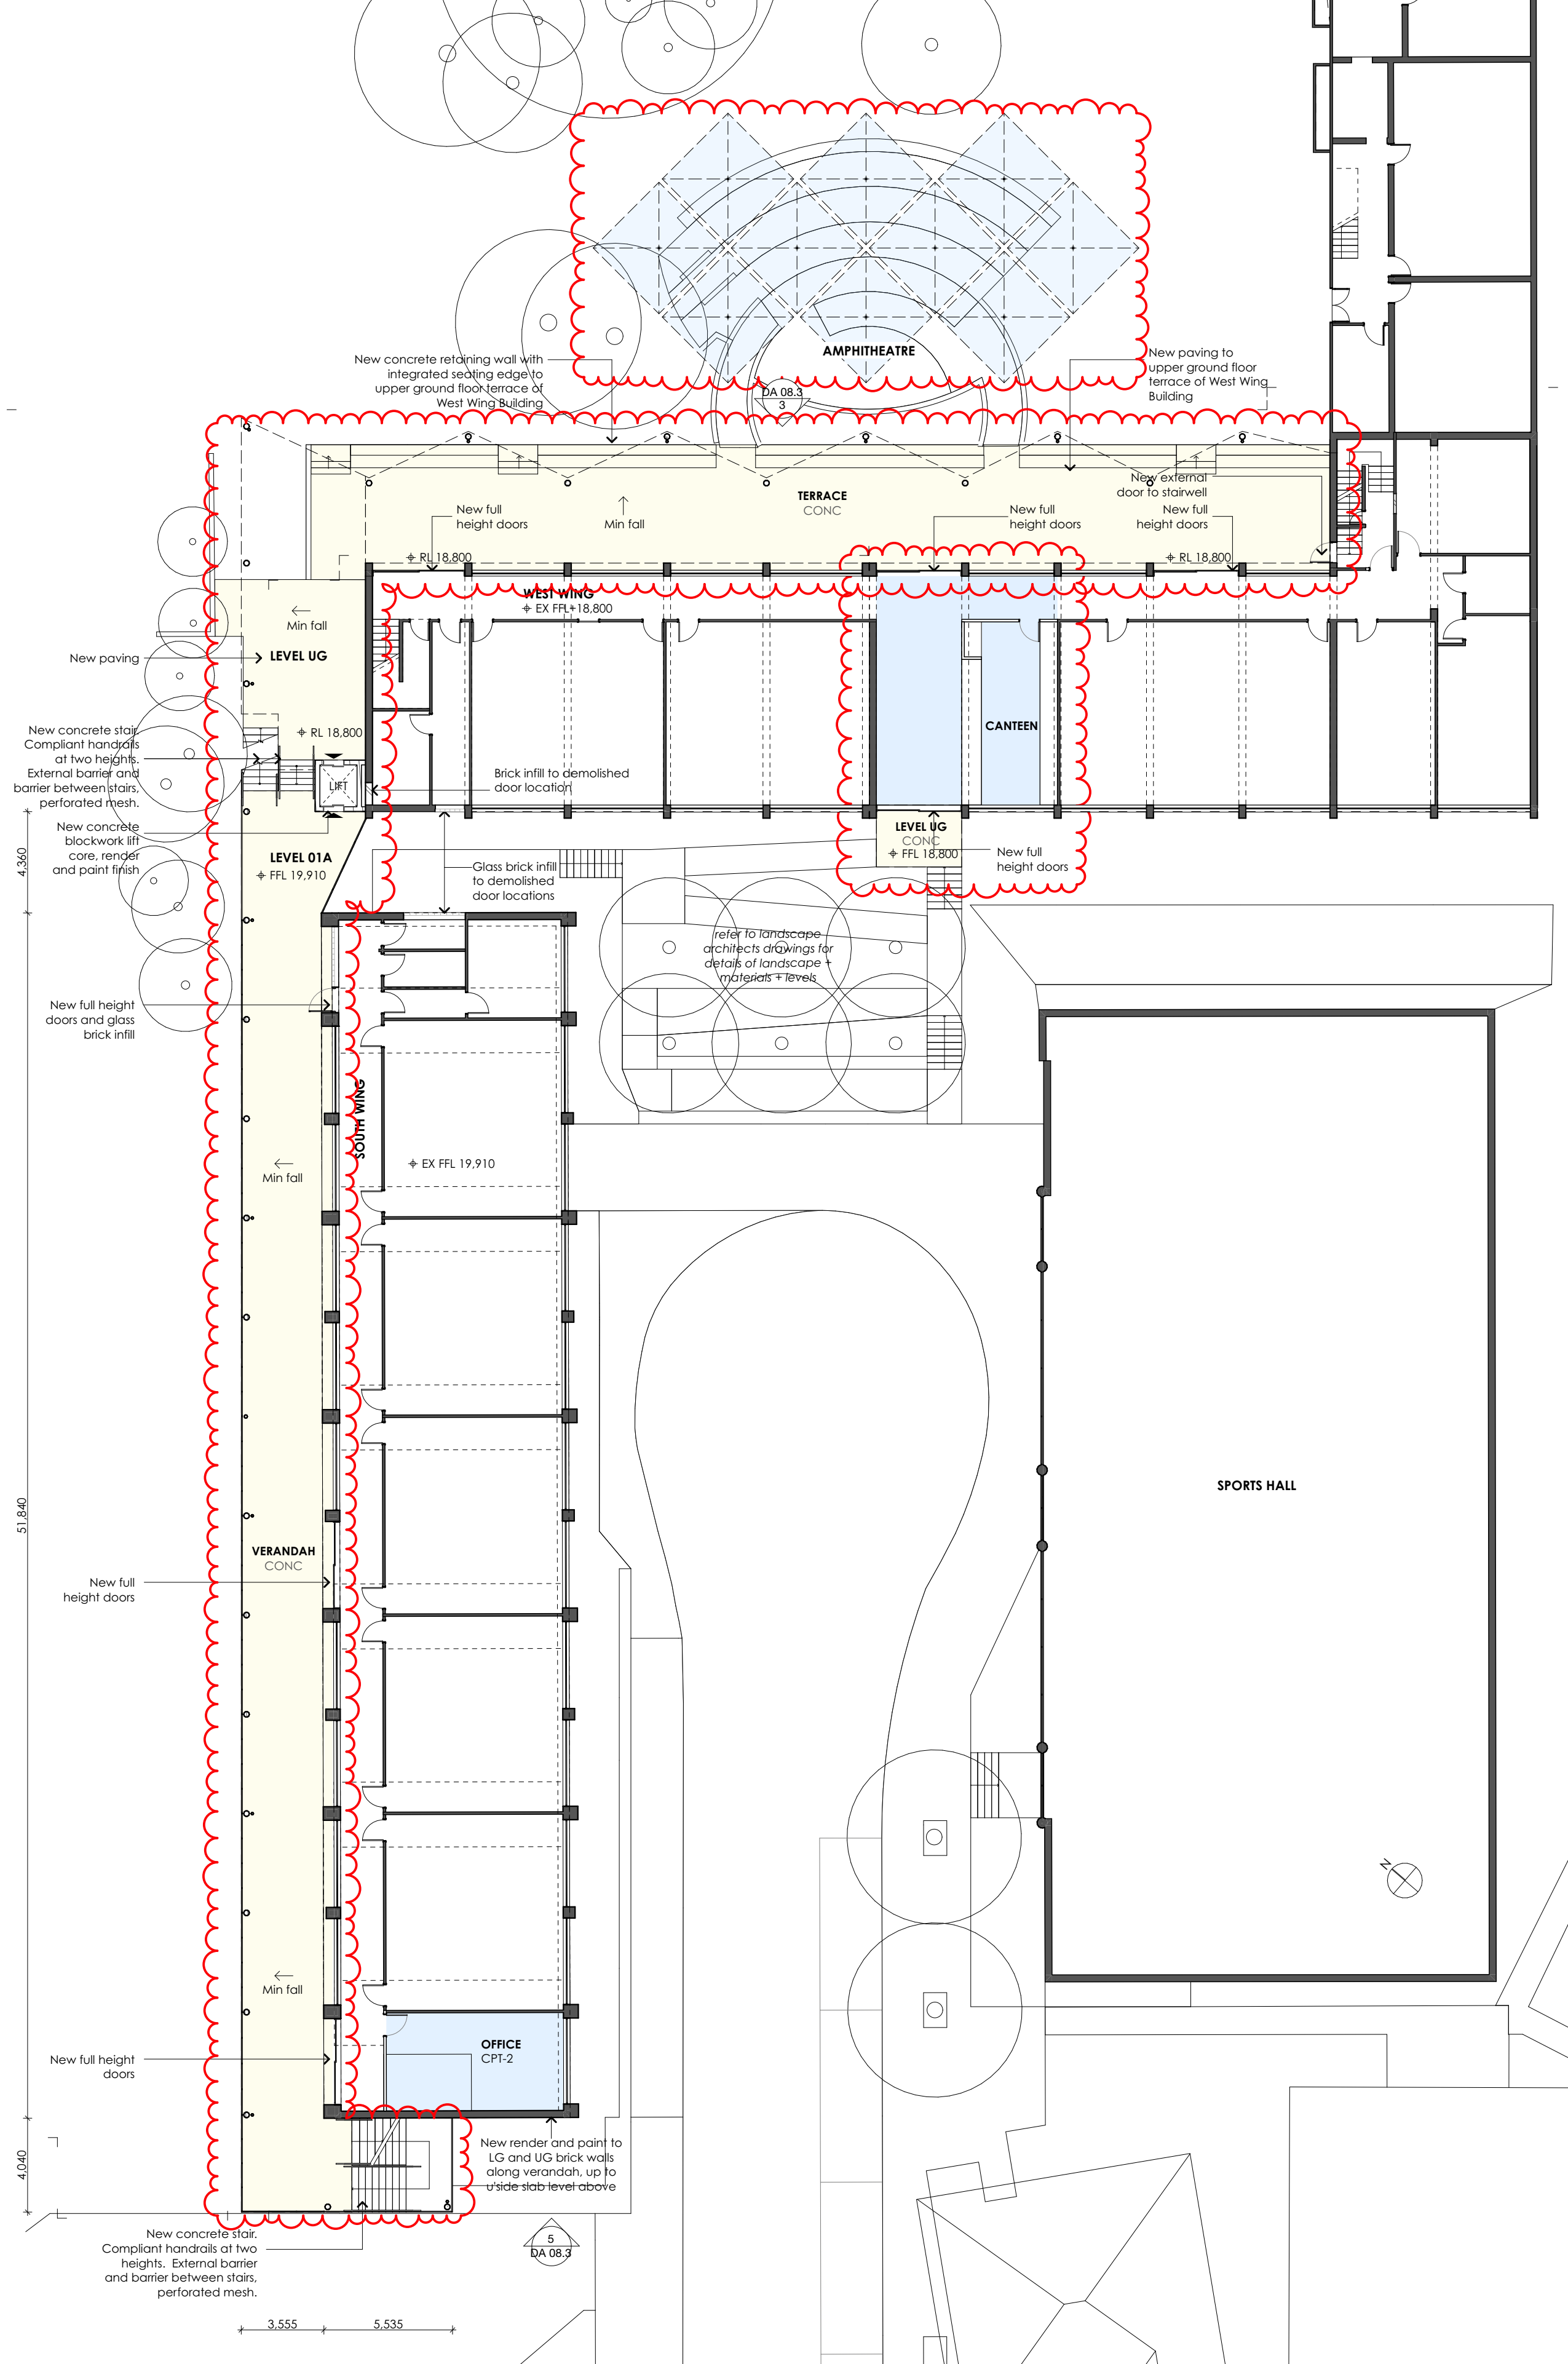 AMPHITHEATRE
New concrete retaining wall with
integrated seating edge to
upper ground floor terrace of
West Wing Building
DA 08.3
3
New paving to
upper ground floor
terrace of West Wing
Building
New external
door to stairwell
TERRACE
CONC
New full
height doors
Min fall
New full
height doors
New full
height doors
RL 18,800
RL 18,800
WEST WING
EX FFL 18,800
Min fall
LEVEL UG
New paving
RL 18,800
New concrete stair.
Compliant handrails
at two heights.
External barrier and
barrier between stairs,
perforated mesh.
LIFT
Brick infill to demolished
door location
CANTEEN
New concrete
blockwork lift
core, render
and paint finish
LEVEL 01A
FFL 19,910
4,360
Glass brick infill
to demolished
door locations
LEVEL UG
CONC
FFL 18,800
New full
height doors
refer to landscape
architects drawings for
details of landscape +
materials + levels
New full height
doors and glass
brick infill
SOUTH WING
EX FFL 19,910
Min fall
SPORTS HALL
51,840
VERANDAH
CONC
New full
height doors
N
Min fall
OFFICE
CPT-2
New full height
doors
4,040
New render and paint to
LG and UG brick walls
along verandah, up to
u'side slab level above
New concrete stair.
Compliant handrails at two
heights. External barrier
and barrier between stairs,
perforated mesh.
5
DA 08.3
3,555
5,535